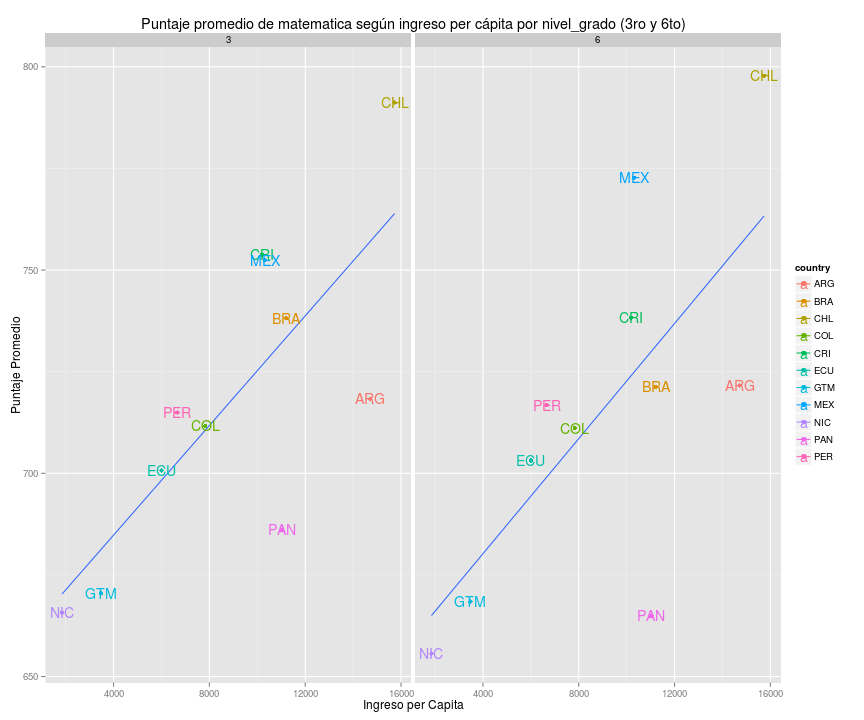 Puntaje promedio de matematica según ingreso per cápita por nivel_grado (3ro y 6to)
3
6
Puntaje Promedio
800
750
700
650
CHL
CRI
MEX
BRA
ARG
PER
COL
ECU
PAN
GTM
NIC
CHL
MEX
CRI
BRA
ARG
PER
COL
ECU
PAN
GTM
NIC
4000
8000
12000
16000
4000
8000
12000
16000
Ingreso per Capita
country
a ARG
a BRA
a CHL
a COL
a CRI
a ECU
a GTM
a MEX
a NIC
a PAN
a PER